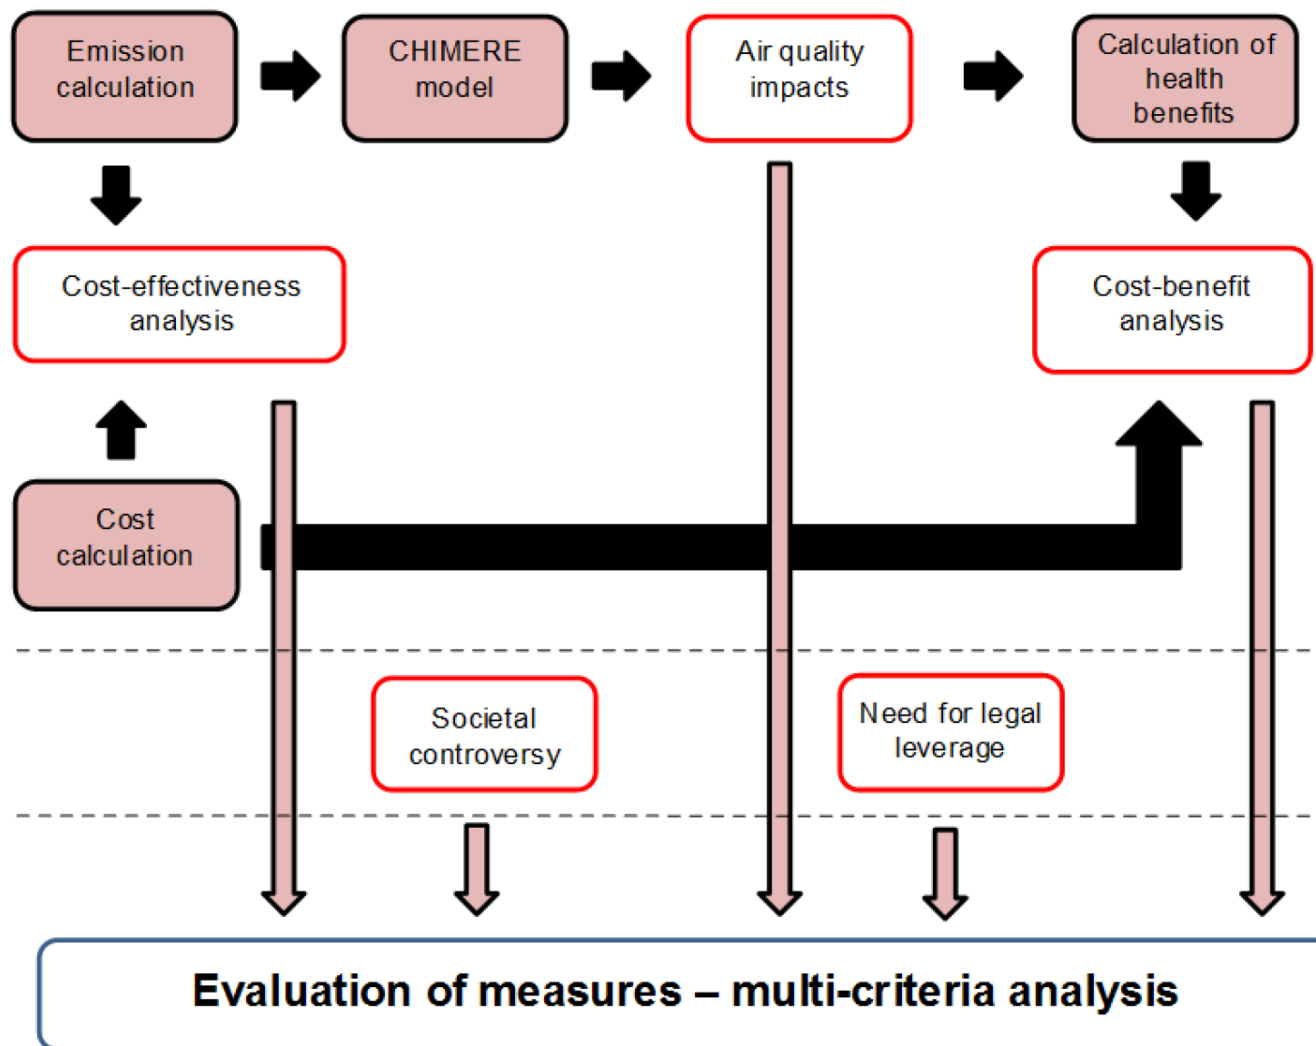 Emission
calculation
CHIMERE
model
Air quality
impacts
Calculation of
health
benefits
Cost-effectiveness
analysis
Cost-benefit
analysis
Cost
calculation
Societal
controversy
Need for legal
leverage
Evaluation of measures – multi-criteria analysis